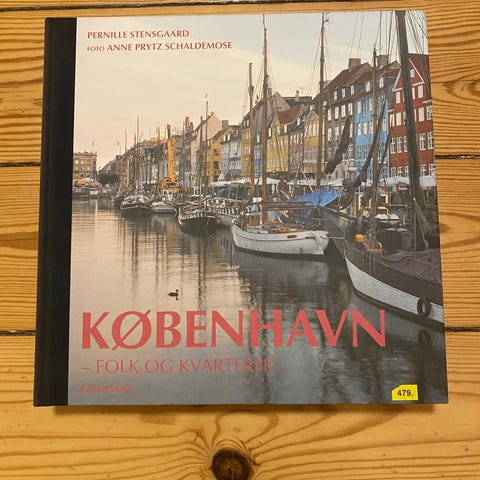 PERNILLE STENSGAARD
FOTO ANNE PRYTZ SCHALDEMOSE
KØBENHAVN
– FOLK OG KVARTERER
GYLDENDAL
479.